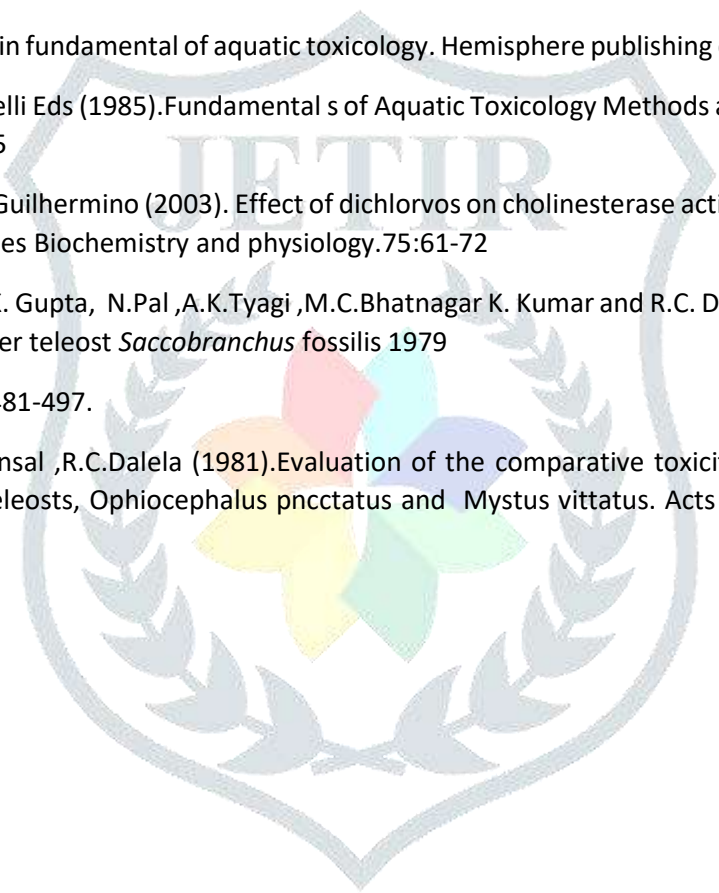 in fundamental of aquatic toxicology. Hemisphere publishing
elli Eds (1985).Fundamental s of Aquatic Toxicology Methods a
5
Guilhermino (2003). Effect of dichlorvos on cholinesterase acti
es Biochemistry and physiology.75:61-72
K. Gupta, N.Pal ,A.K.Tyagi ,M.C.Bhatnagar K. Kumar and R.C. D
er teleost Saccobranchus fossilis 1979
481-497.
nsal ,R.C.Dalela (1981).Evaluation of the comparative toxicit
eleosts, Ophiocephalus pncctatus and Mystus vittatus. Acts
JETIR